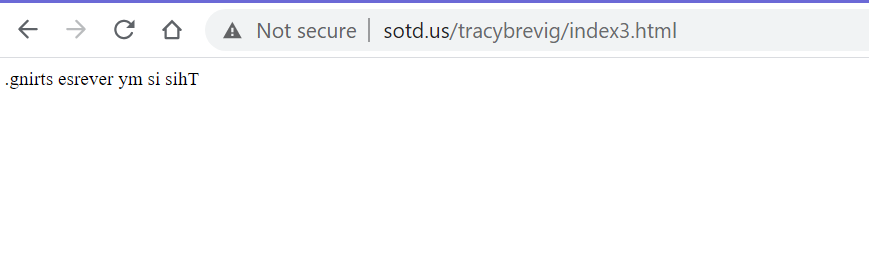 Not secure | sotd.us/tracybrevig/index3.html
.gnirts esrever ym si sihT